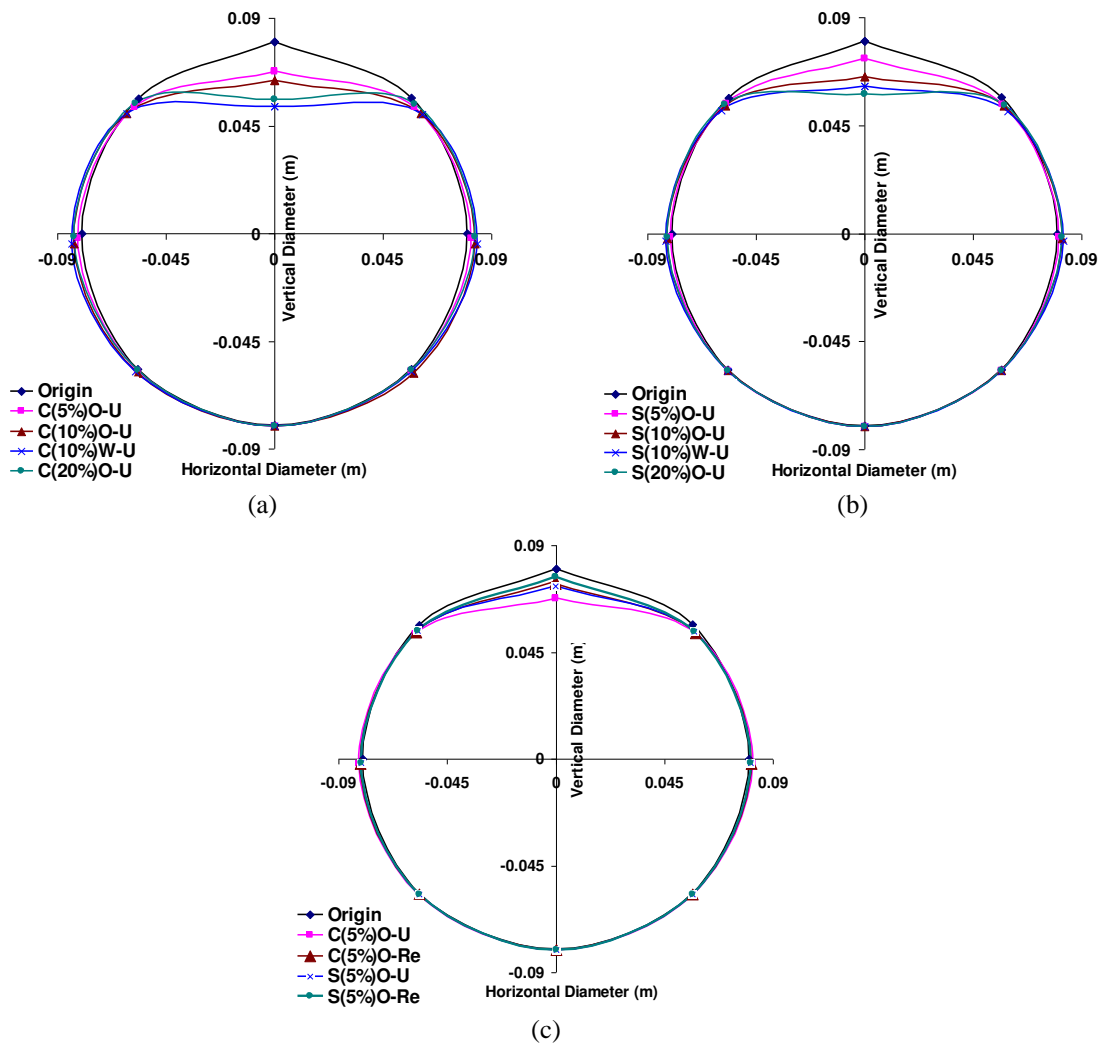 0.09
0.045
0
-0.045
-0.09
-0.09 -0.045 0 0.045 0.09
Vertical Diameter (m)
Horizontal Diameter (m)
Origin
C(5%)O-U
C(10%)O-U
C(10%)W-U
C(20%)O-U
(a)
0.09
0.045
0
-0.045
-0.09
-0.09 -0.045 0 0.045 0.09
Vertical Diameter (m)
Horizontal Diameter (m)
Origin
S(5%)O-U
S(10%)O-U
S(10%)W-U
S(20%)O-U
(b)
0.09
0.045
0
-0.045
-0.09
-0.09 -0.045 0 0.045 0.09
Vertical Diameter (m)
Horizontal Diameter (m)
Origin
C(5%)O-U
C(5%)O-Re
S(5%)O-U
S(5%)O-Re
(c)